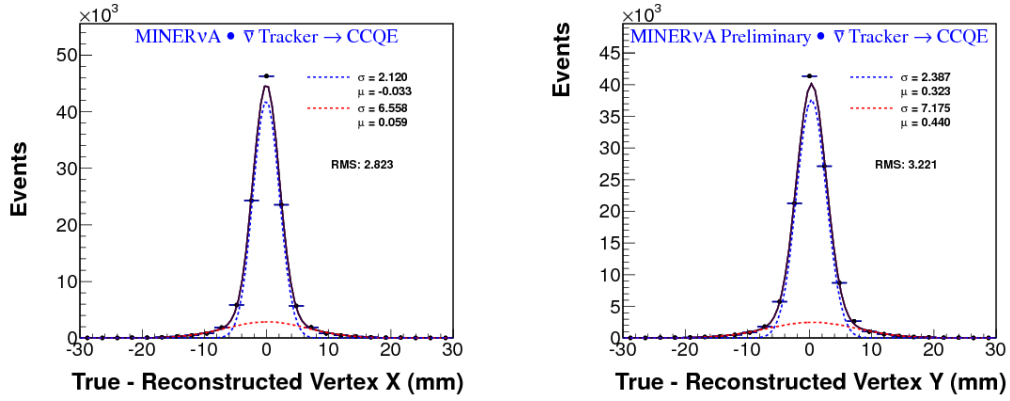 ×10³
MINERνA • ν̄ Tracker → CCQE
σ = 2.120
μ = -0.033
σ = 6.558
μ = 0.059
RMS: 2.823
Events
50
40
30
20
10
0
-30 -20 -10 0 10 20 30
True - Reconstructed Vertex X (mm)
×10³
MINERνA Preliminary • ν̄ Tracker → CCQE
σ = 2.387
μ = 0.323
σ = 7.175
μ = 0.440
RMS: 3.221
Events
45
40
35
30
25
20
15
10
5
0
-30 -20 -10 0 10 20 30
True - Reconstructed Vertex Y (mm)